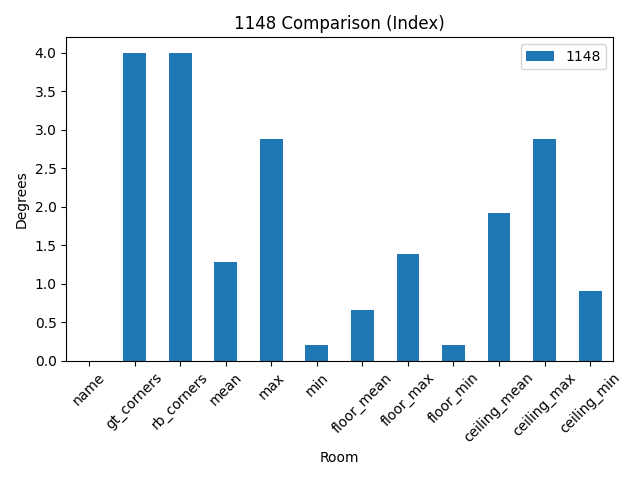 1148 Comparison (Index)
1148
Degrees
4.0
3.5
3.0
2.5
2.0
1.5
1.0
0.5
0.0
name
gt_corners
rb_corners
mean
max
min
floor_mean
floor_max
floor_min
ceiling_mean
ceiling_max
ceiling_min
Room